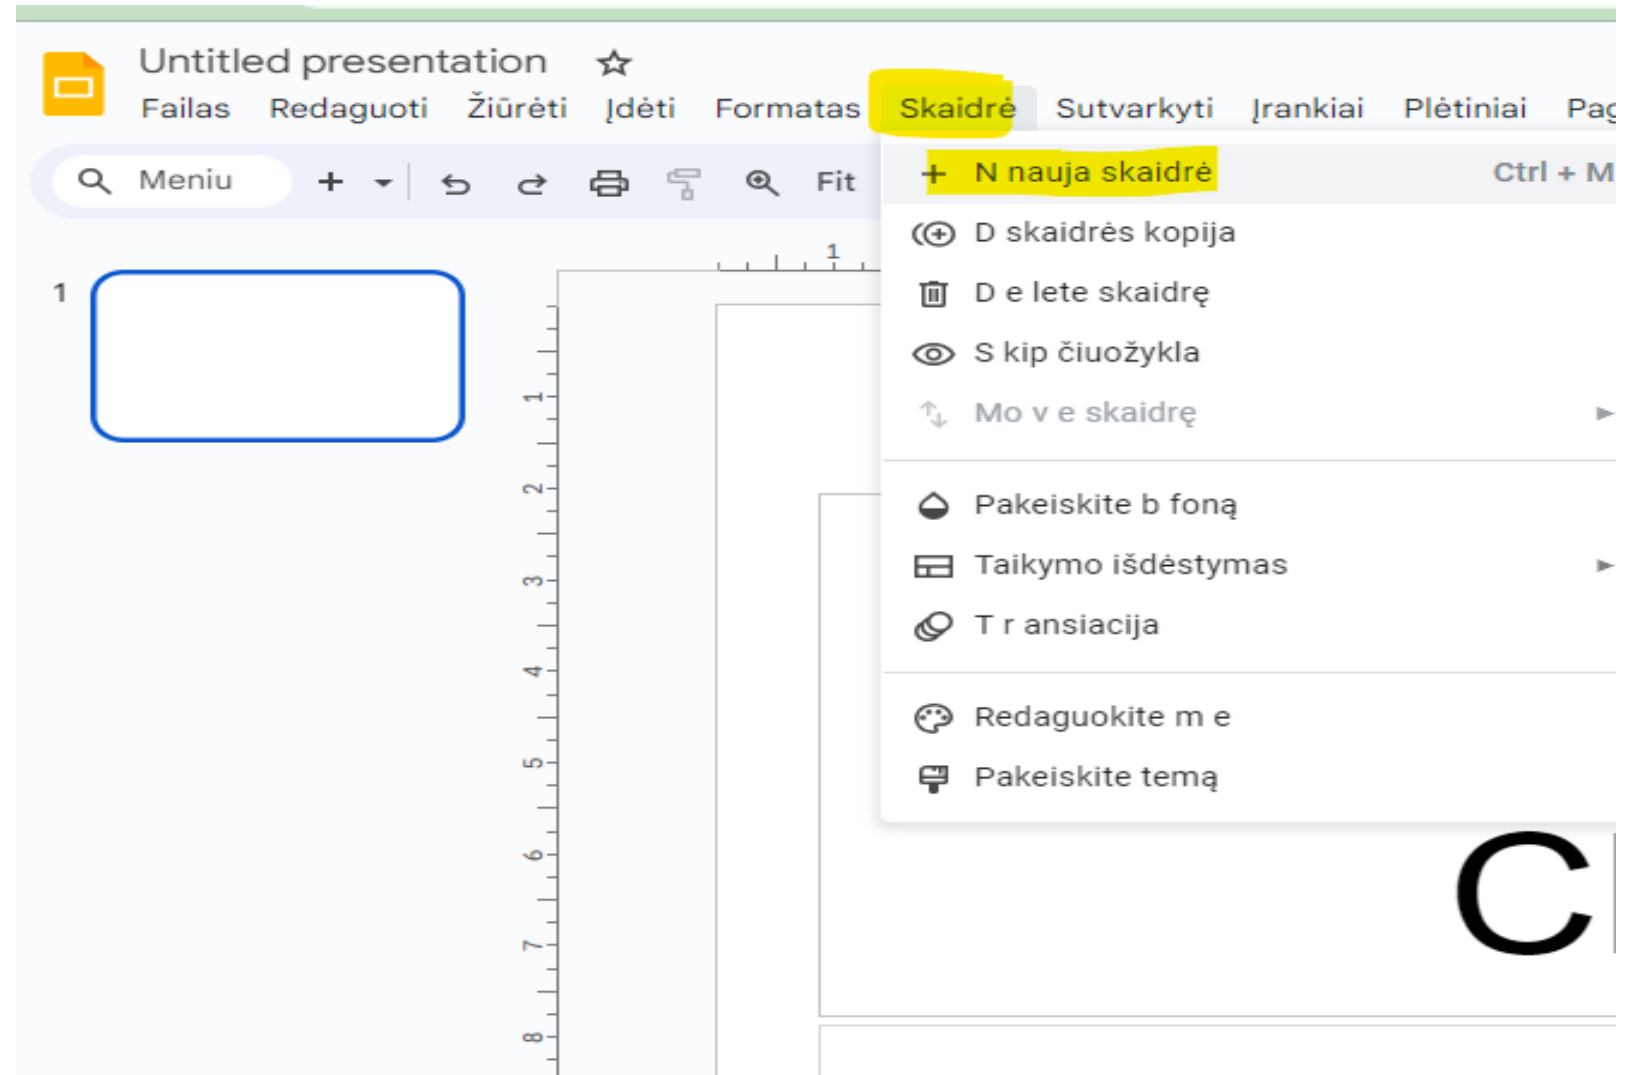 Untitled presentation
Failas Redaguoti Žiūrėti Įdėti Formatas Skaidrė Sutvarkyti Įrankiai Plėtiniai
Meniu Fit
N nauja skaidrė Ctrl + M
D skaidrės kopija
D e lete skaidrę
S kip čiuožykla
Mo v e skaidrę
Pakeiskite b foną
Taikymo išdėstymas
T r ansiacija
Redaguokite m e
Pakeiskite temą
1
1
1
2
3
4
5
6
7
8